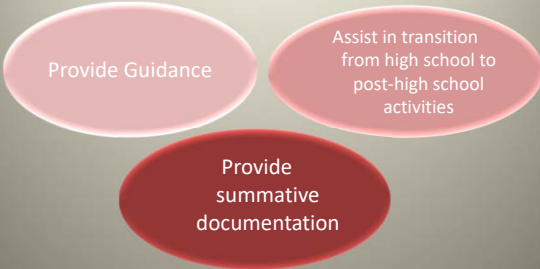 Provide Guidance
Assist in transition
from high school to
post-high school
activities
Provide
summative
documentation